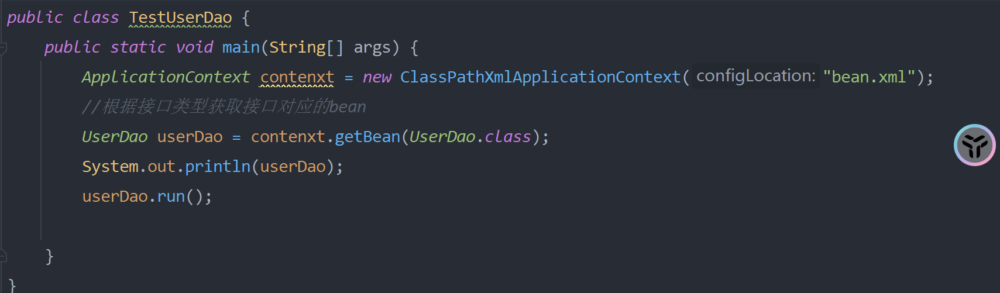 public class TestUserDao {
public static void main(String[] args) {
ApplicationContext contenxt = new ClassPathXmlApplicationContext( configLocation: "bean.xml");
//根据接口类型获取接口对应的bean
UserDao userDao = contenxt.getBean(UserDao.class);
System.out.println(userDao);
userDao.run();
}
}